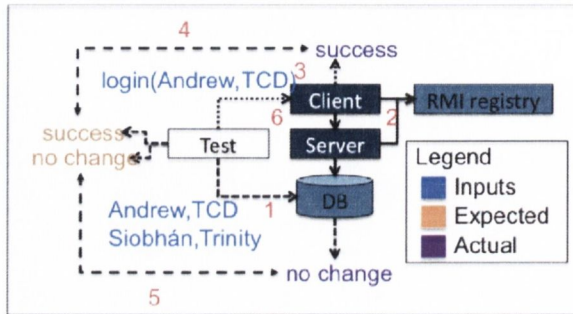 4
success
login(Andrew,TCD)
3
Client
RMI registry
6
2
success
no change
Test
Server
Legend
Inputs
Expected
Actual
DB
1
Andrew,TCD
Siobhán,Trinity
no change
5